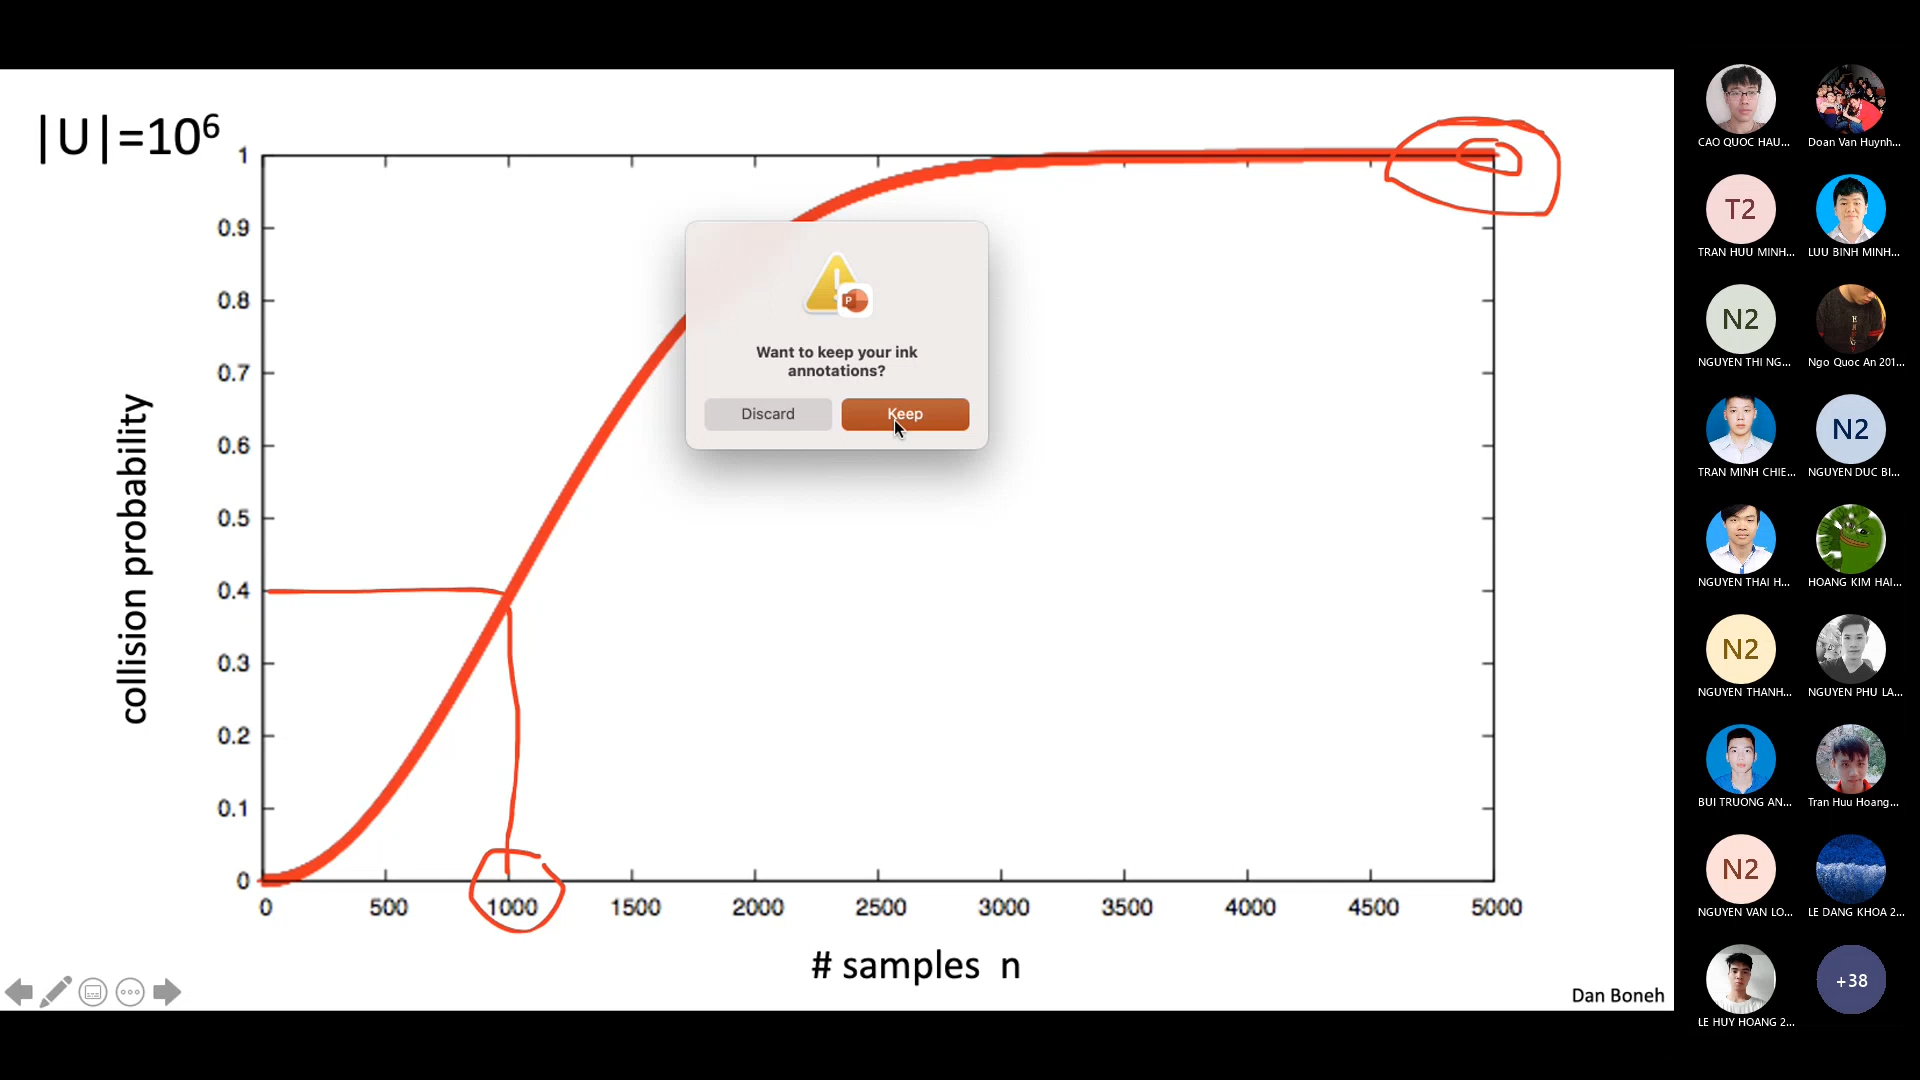 |U|=10⁶
1
0.9
0.8
0.7
0.6
0.5
0.4
0.3
0.2
0.1
0
collision probability
0 500 1000 1500 2000 2500 3000 3500 4000 4500 5000
# samples n
Dan Boneh
Want to keep your ink
annotations?
Discard Keep
P
CAO QUOC HAU... Doan Van Huynh...
T2
TRAN HUU MINH... LUU BINH MINH...
N2
NGUYEN THI NG... Ngo Quoc An 201...
N2
TRAN MINH CHIE... NGUYEN DUC BI...
NGUYEN THAI H... HOANG KIM HAI...
N2
NGUYEN THANH... NGUYEN PHU LA...
BUI TRUONG AN... Tran Huu Hoang...
N2
NGUYEN VAN LO... LE DANG KHOA 2...
+38
LE HUY HOANG 2...